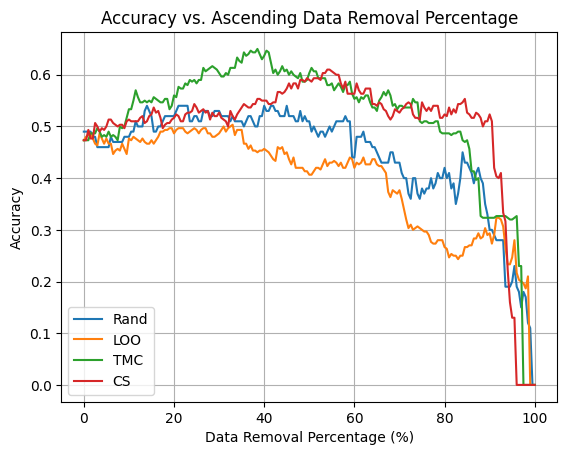 Accuracy vs. Ascending Data Removal Percentage
Accuracy
0.6
0.5
0.4
0.3
0.2
0.1
0.0
Rand
LOO
TMC
CS
0 20 40 60 80 100
Data Removal Percentage (%)